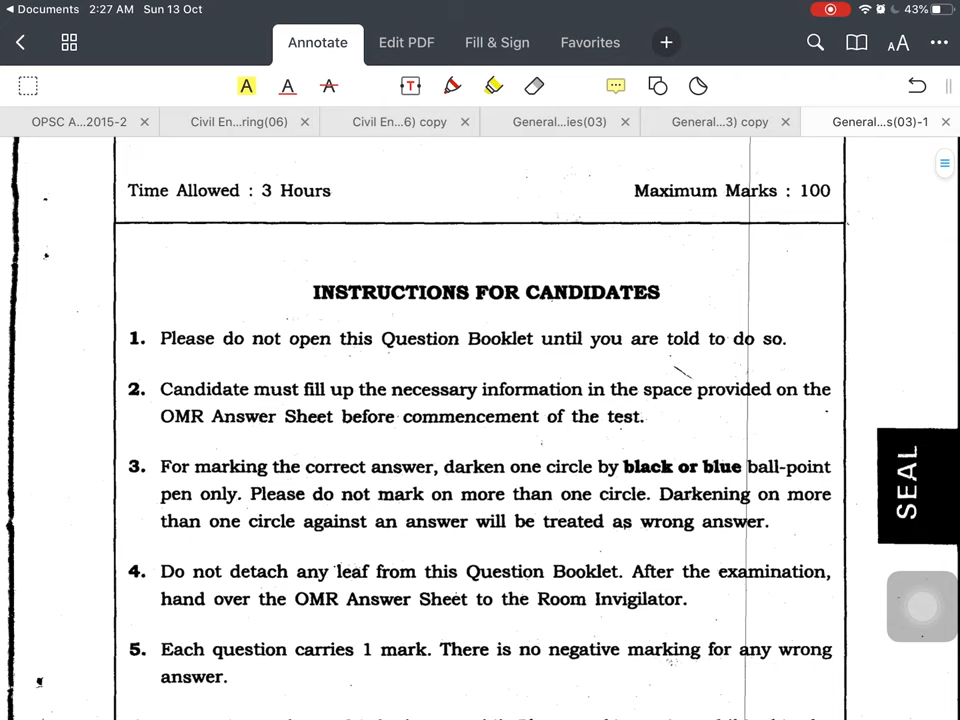 Documents 2:27 AM Sun 13 Oct 43%
Annotate Edit PDF Fill & Sign Favorites
A A A T AA
OPSC A...2015-2 Civil En...ring(06) Civil En...6) copy General...ies(03) General...3) copy General...s(03)-1
Time Allowed : 3 Hours Maximum Marks : 100
INSTRUCTIONS FOR CANDIDATES
1. Please do not open this Question Booklet until you are told to do so.
2. Candidate must fill up the necessary information in the space provided on the
OMR Answer Sheet before commencement of the test.
3. For marking the correct answer, darken one circle by black or blue ball-point
pen only. Please do not mark on more than one circle. Darkening on more
than one circle against an answer will be treated as wrong answer.
SEAL
4. Do not detach any leaf from this Question Booklet. After the examination,
hand over the OMR Answer Sheet to the Room Invigilator.
5. Each question carries 1 mark. There is no negative marking for any wrong
answer.